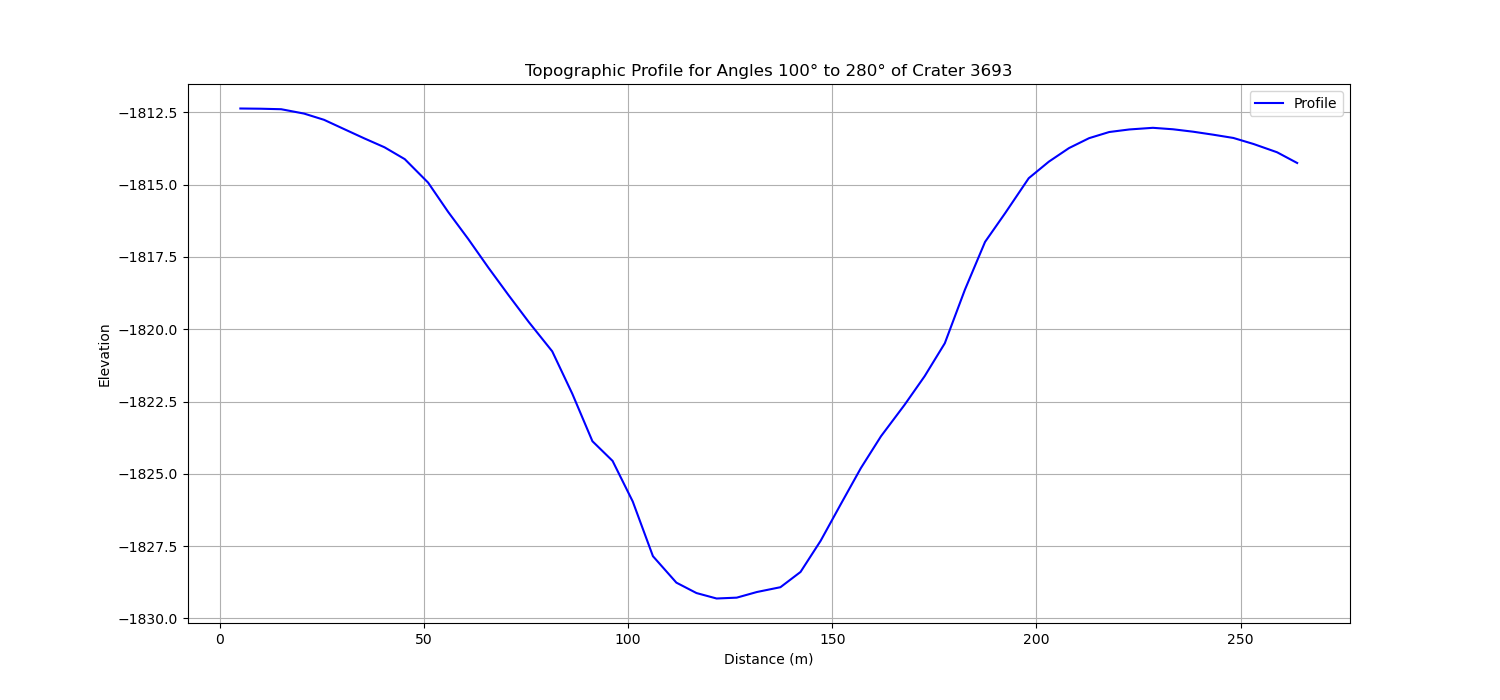 Topographic Profile for Angles 100° to 280° of Crater 3693
Profile
Elevation
−1812.5
−1815.0
−1817.5
−1820.0
−1822.5
−1825.0
−1827.5
−1830.0
0 50 100 150 200 250
Distance (m)